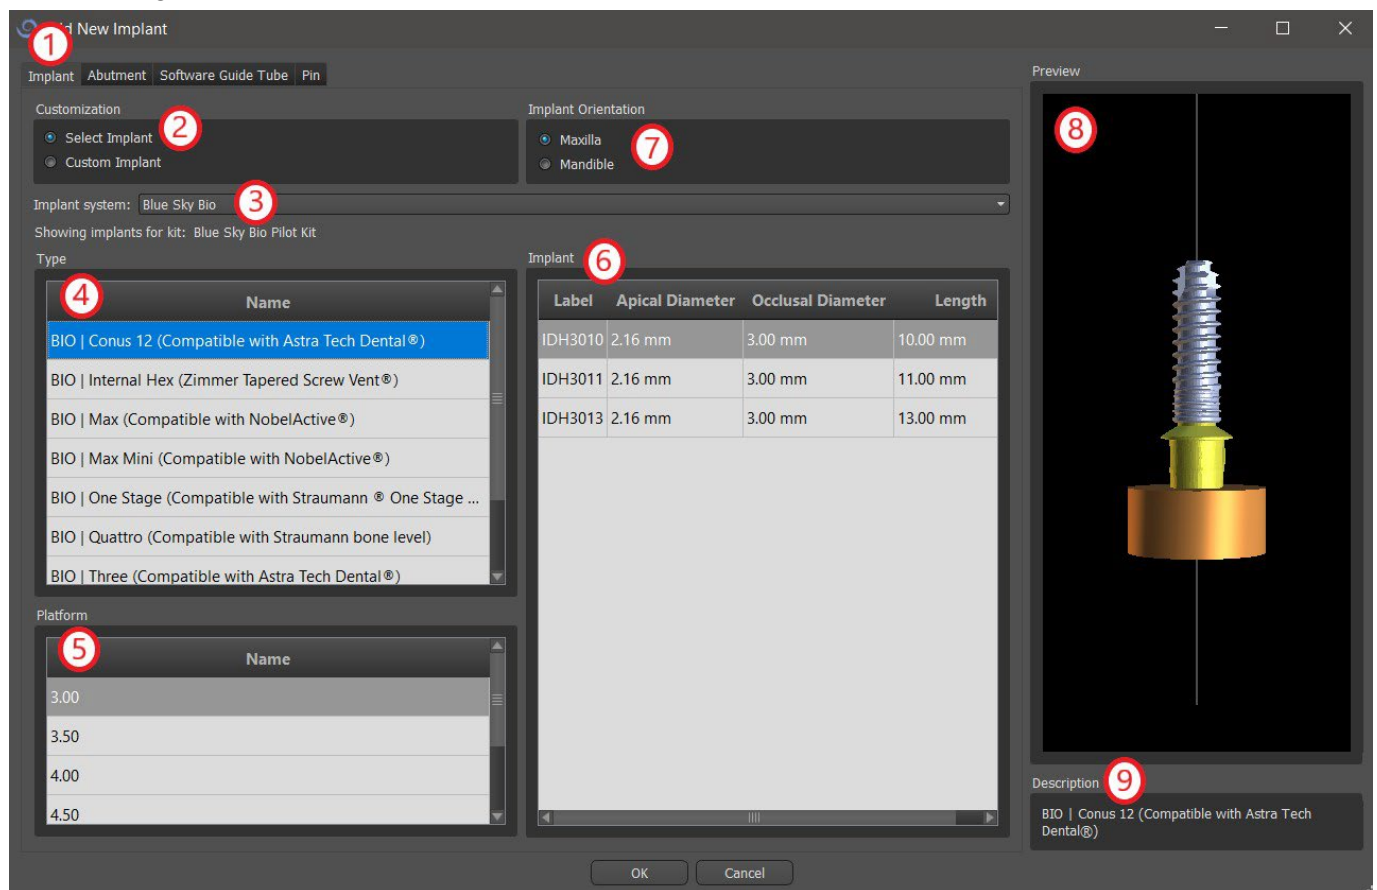 d New Implant
1
Implant Abutment Software Guide Tube Pin
Customization
2
Select Implant
Custom Implant
Implant Orientation
7
Maxilla
Mandible
Implant system: Blue Sky Bio
3
Showing implants for kit: Blue Sky Bio Pilot Kit
Type
4
Name
BIO | Conus 12 (Compatible with Astra Tech Dental®)
BIO | Internal Hex (Zimmer Tapered Screw Vent®)
BIO | Max (Compatible with NobelActive®)
BIO | Max Mini (Compatible with NobelActive®)
BIO | One Stage (Compatible with Straumann ® One Stage ...
BIO | Quattro (Compatible with Straumann bone level)
BIO | Three (Compatible with Astra Tech Dental®)
Platform
5
Name
3.00
3.50
4.00
4.50
Implant
6
Label Apical Diameter Occlusal Diameter Length
IDH3010 2.16 mm 3.00 mm 10.00 mm
IDH3011 2.16 mm 3.00 mm 11.00 mm
IDH3013 2.16 mm 3.00 mm 13.00 mm
Preview
8
Description
9
BIO | Conus 12 (Compatible with Astra Tech
Dental®)
OK Cancel